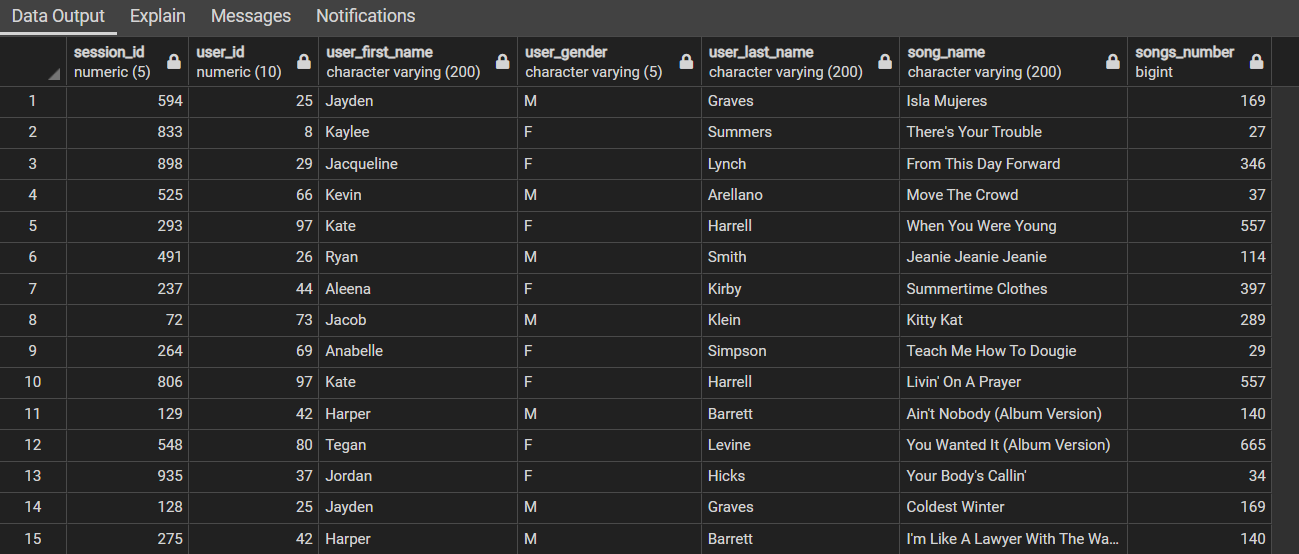 Data Output Explain Messages Notifications
session_id user_id user_first_name user_gender user_last_name song_name songs_number
numeric (5) numeric (10) character varying (200) character varying (5) character varying (200) character varying (200) bigint
1 594 25 Jayden M Graves Isla Mujeres 169
2 833 8 Kaylee F Summers There's Your Trouble 27
3 898 29 Jacqueline F Lynch From This Day Forward 346
4 525 66 Kevin M Arellano Move The Crowd 37
5 293 97 Kate F Harrell When You Were Young 557
6 491 26 Ryan M Smith Jeanie Jeanie Jeanie 114
7 237 44 Aleena F Kirby Summertime Clothes 397
8 72 73 Jacob M Klein Kitty Kat 289
9 264 69 Anabelle F Simpson Teach Me How To Dougie 29
10 806 97 Kate F Harrell Livin' On A Prayer 557
11 129 42 Harper M Barrett Ain't Nobody (Album Version) 140
12 548 80 Tegan F Levine You Wanted It (Album Version) 665
13 935 37 Jordan F Hicks Your Body's Callin' 34
14 128 25 Jayden M Graves Coldest Winter 169
15 275 42 Harper M Barrett I'm Like A Lawyer With The Wa... 140